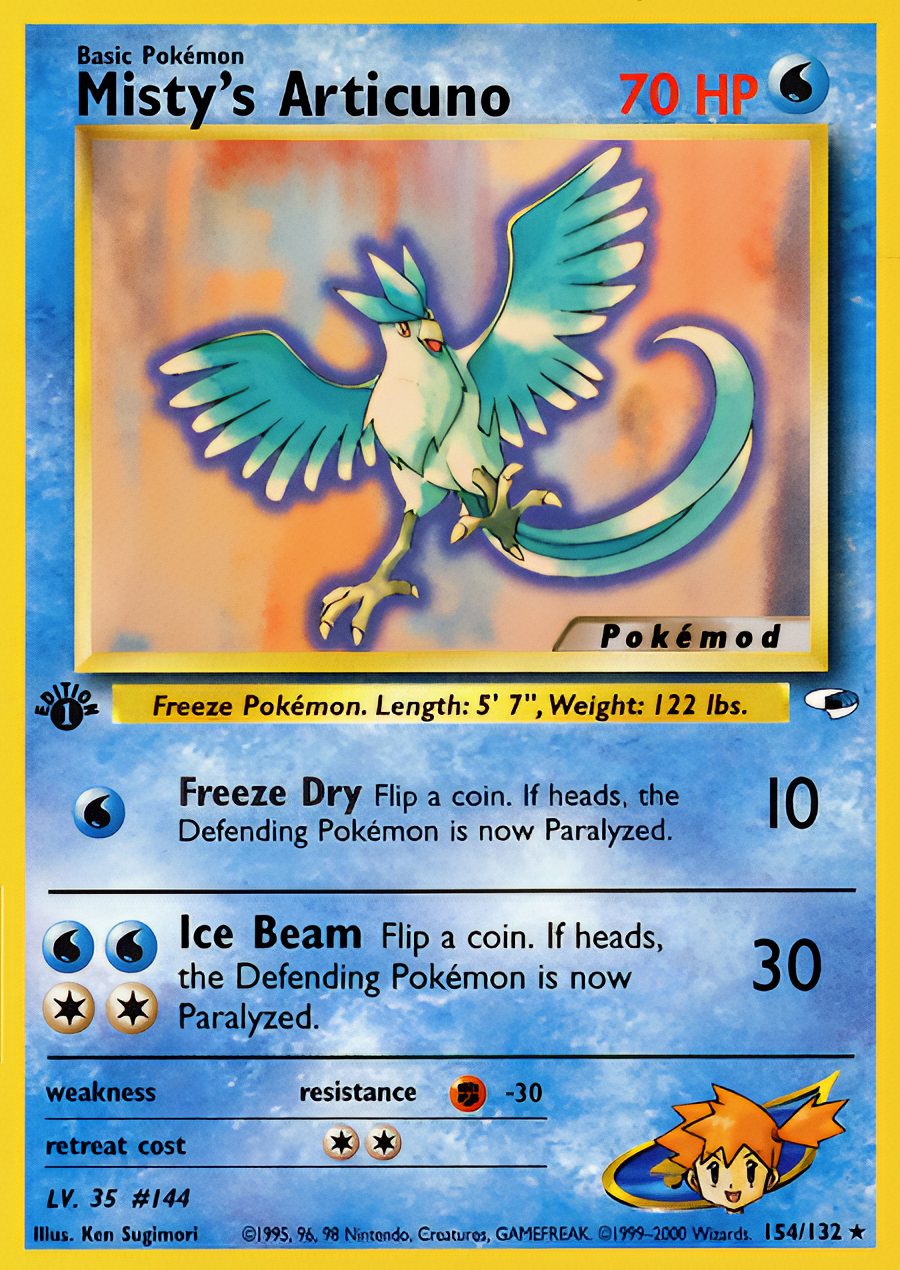 Basic Pokémon
Misty's Articuno 70 HP
Pokémod
EDITION
1
Freeze Pokémon. Length: 5' 7", Weight: 122 lbs.
Freeze Dry Flip a coin. If heads, the 10
Defending Pokémon is now Paralyzed.
Ice Beam Flip a coin. If heads, 30
the Defending Pokémon is now
Paralyzed.
weakness resistance -30
retreat cost
LV. 35 #144
Illus. Ken Sugimori ©1995, 96, 98 Nintendo, Creatures, GAMEFREAK. ©1999–2000 Wizards. 154/132 ★